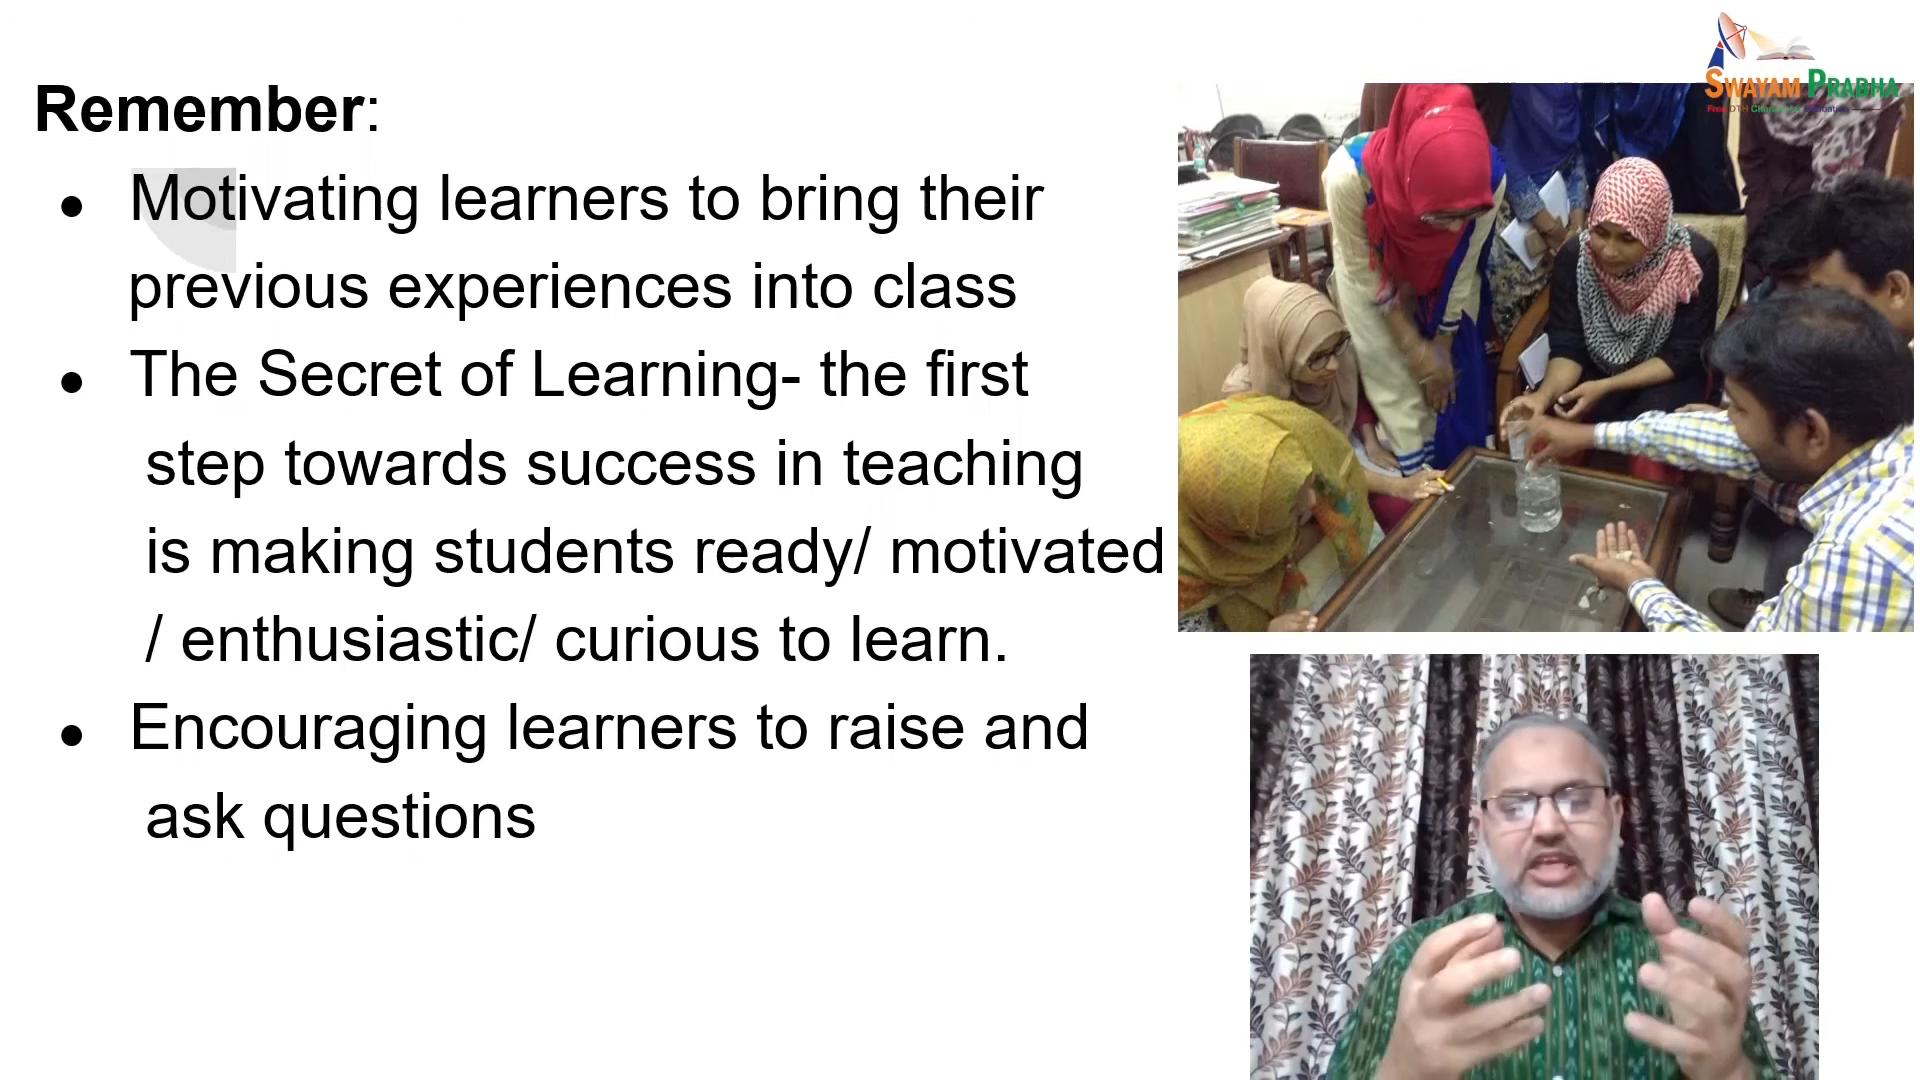 SWAYAM PRABHA
Remember:
● Motivating learners to bring their
previous experiences into class
● The Secret of Learning- the first
step towards success in teaching
is making students ready/ motivated
/ enthusiastic/ curious to learn.
● Encouraging learners to raise and
ask questions